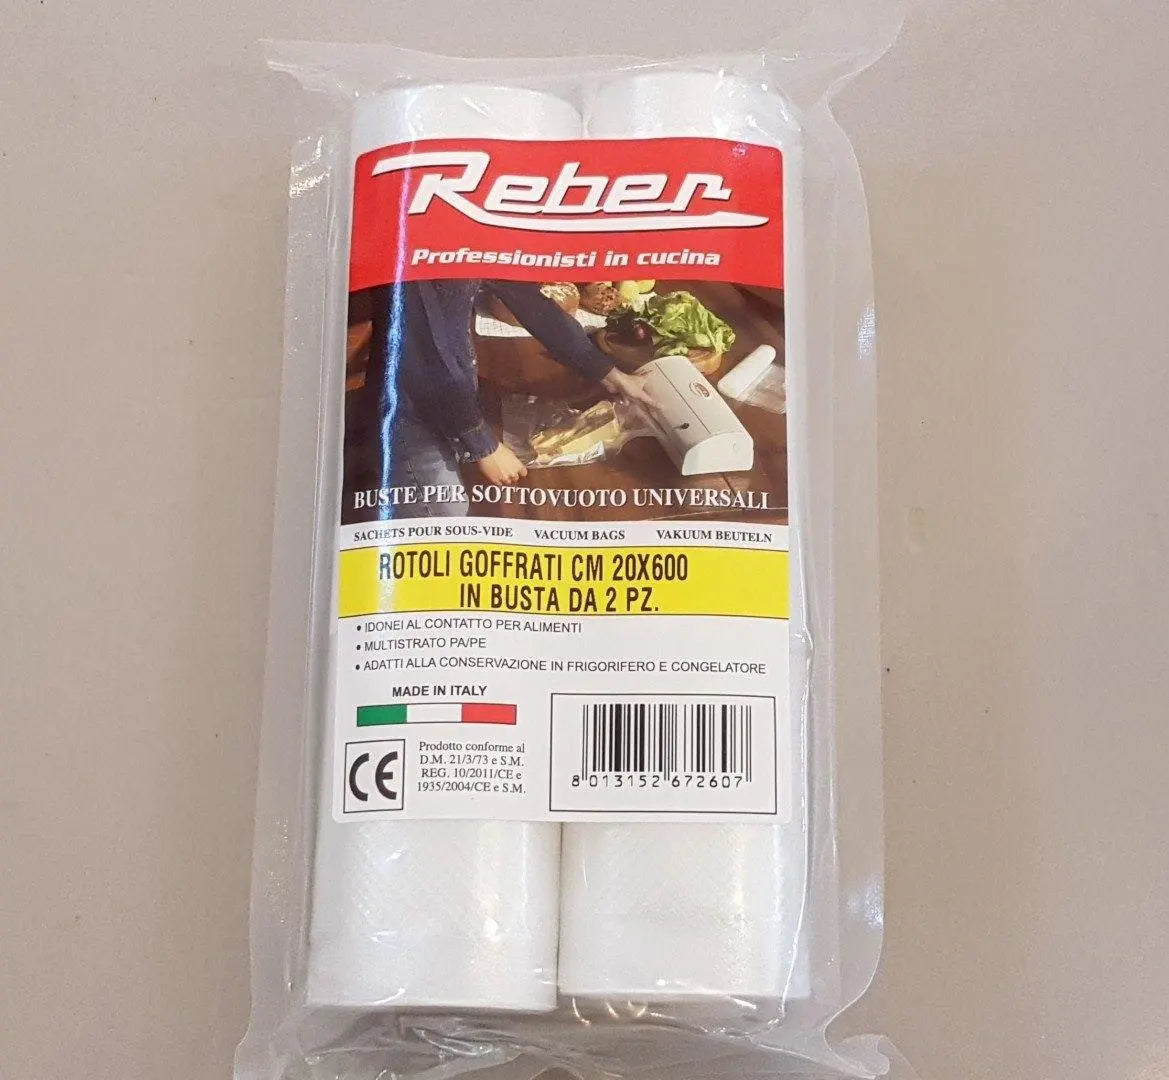 Reber
Professionisti in cucina
BUSTE PER SOTTOVUOTO UNIVERSALI
SACHETS POUR SOUS-VIDE VACUUM BAGS VAKUUM BEUTELN
ROTOLI GOFFRATI CM 20X600
IN BUSTA DA 2 PZ.
• IDONEI AL CONTATTO PER ALIMENTI
• MULTISTRATO PA/PE
• ADATTI ALLA CONSERVAZIONE IN FRIGORIFERO E CONGELATORE
MADE IN ITALY
CE
Prodotto conforme al
D.M. 21/3/73 e S.M.
REG. 10/2011/CE e
1935/2004/CE e S.M.
8 013152 672607